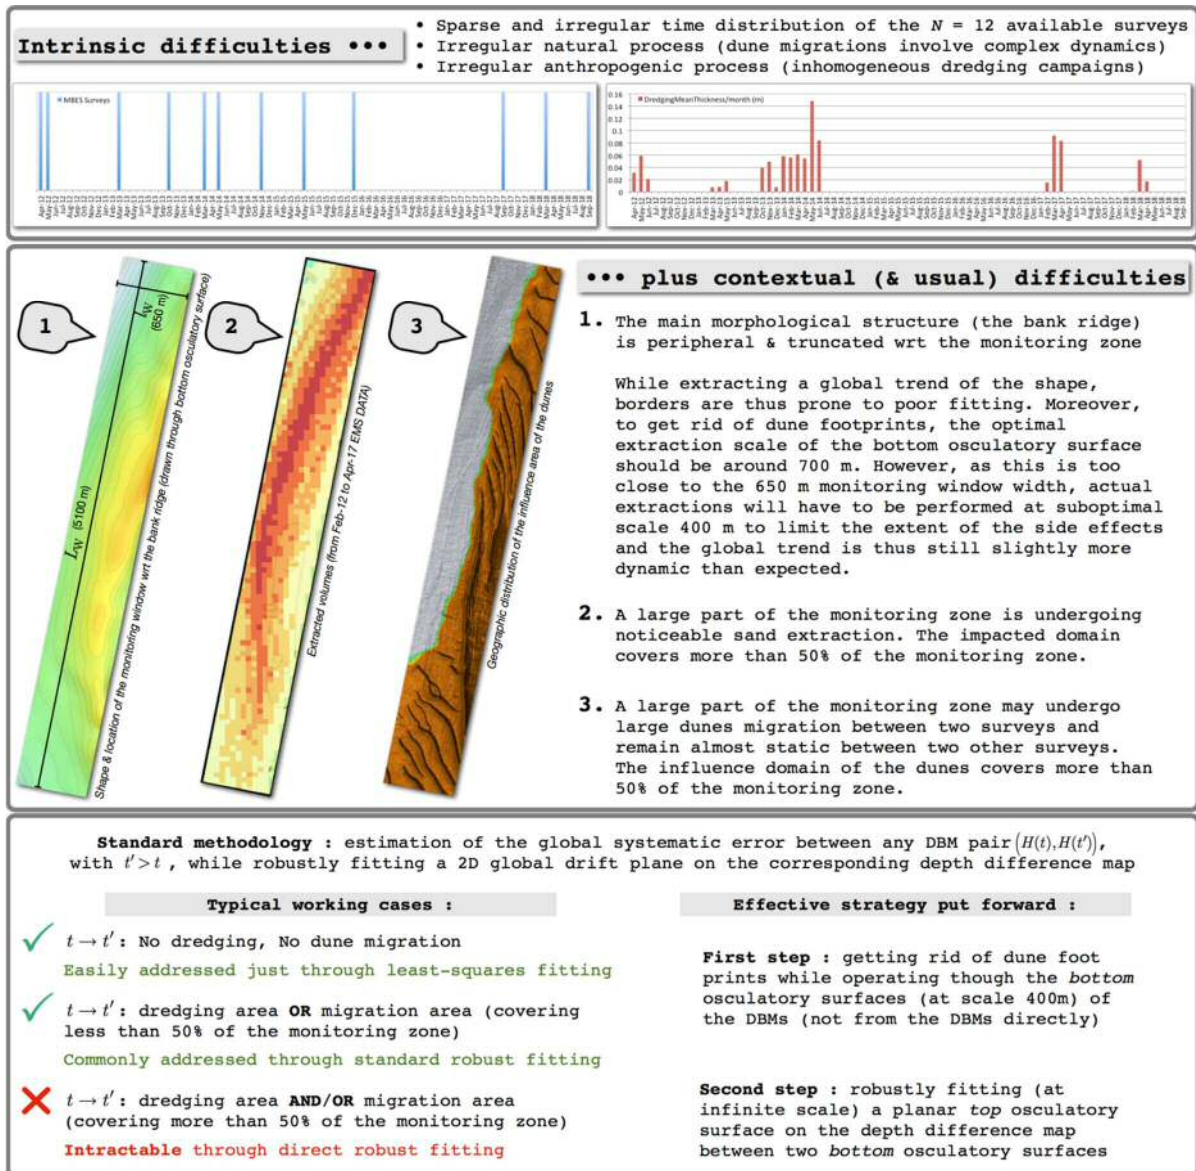 Intrinsic difficulties •••
• Sparse and irregular time distribution of the N = 12 available surveys
• Irregular natural process (dune migrations involve complex dynamics)
• Irregular anthropogenic process (inhomogeneous dredging campaigns)
MBES Surveys
DredgingMeanThickness/month (m)
0.16
0.14
0.12
0.1
0.08
0.06
0.04
0.02
0
1
L_W (5100 m)
l_W (650 m)
Shape & location of the monitoring window wrt the bank ridge (drawn through bottom osculatory surface)
2
Extracted volumes (from Feb-12 to Apr-17 EMS DATA)
3
Geographic distribution of the influence area of the dunes
••• plus contextual (& usual) difficulties
1. The main morphological structure (the bank ridge)
is peripheral & truncated wrt the monitoring zone
While extracting a global trend of the shape,
borders are thus prone to poor fitting. Moreover,
to get rid of dune footprints, the optimal
extraction scale of the bottom osculatory surface
should be around 700 m. However, as this is too
close to the 650 m monitoring window width, actual
extractions will have to be performed at suboptimal
scale 400 m to limit the extent of the side effects
and the global trend is thus still slightly more
dynamic than expected.
2. A large part of the monitoring zone is undergoing
noticeable sand extraction. The impacted domain
covers more than 50% of the monitoring zone.
3. A large part of the monitoring zone may undergo
large dunes migration between two surveys and
remain almost static between two other surveys.
The influence domain of the dunes covers more than
50% of the monitoring zone.
Standard methodology : estimation of the global systematic error between any DBM pair (H(t),H(t′)),
with t′>t , while robustly fitting a 2D global drift plane on the corresponding depth difference map
Typical working cases :
t → t′ : No dredging, No dune migration
Easily addressed just through least-squares fitting
t → t′ : dredging area OR migration area (covering
less than 50% of the monitoring zone)
Commonly addressed through standard robust fitting
t → t′ : dredging area AND/OR migration area
(covering more than 50% of the monitoring zone)
Intractable through direct robust fitting
Effective strategy put forward :
First step : getting rid of dune foot
prints while operating though the bottom
osculatory surfaces (at scale 400m) of
the DBMs (not from the DBMs directly)
Second step : robustly fitting (at
infinite scale) a planar top osculatory
surface on the depth difference map
between two bottom osculatory surfaces